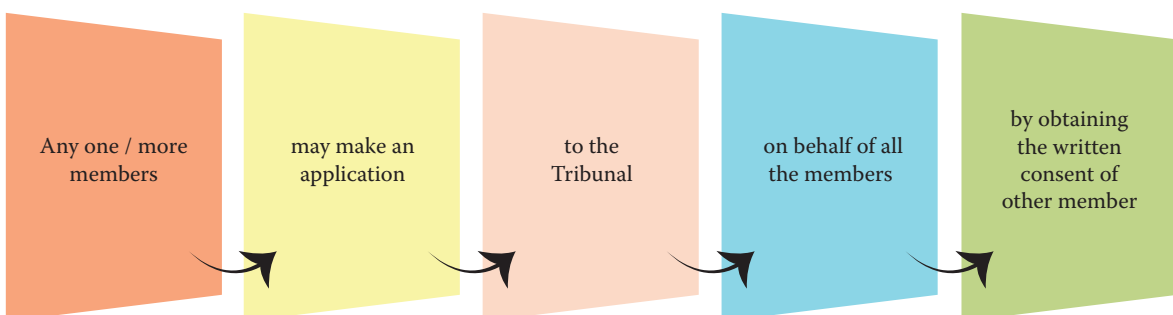 Any one / more
members
may make an
application
to the
Tribunal
on behalf of all
the members
by obtaining
the written
consent of
other member